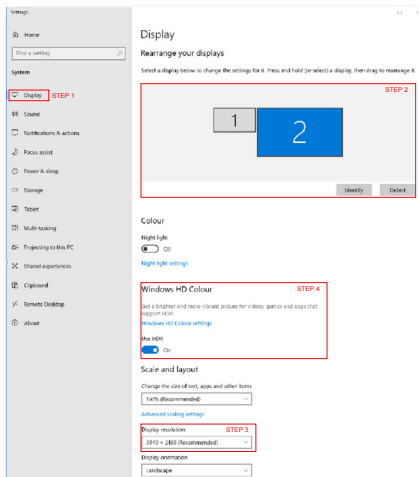 Settings
Home
Find a setting
System
Display STEP 1
Sound
Notifications & actions
Focus assist
Power & sleep
Storage
Tablet
Multi-tasking
Projecting to this PC
Shared experiences
Clipboard
Remote Desktop
About
Display
Rearrange your displays
Select a display below to change the settings for it. Press and hold (or select) a display, then drag to rearrange it.
STEP 2
1
2
Identify
Detect
Colour
Night light
Off
Night light settings
Windows HD Colour STEP 4
Get a brighter and more vibrant picture for videos, games and apps that
support HDR.
Windows HD Colour settings
Use HDR
On
Scale and layout
Change the size of text, apps and other items
150% (Recommended)
Advanced scaling settings
Display resolution STEP 3
3840 × 2160 (Recommended)
Display orientation
Landscape